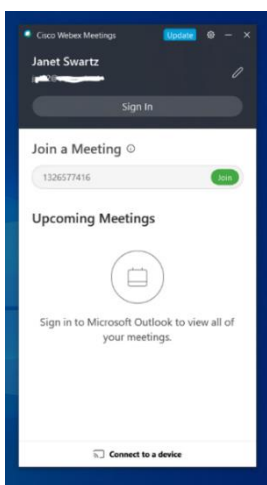 Cisco Webex Meetings
Update
Janet Swartz
Sign In
Join a Meeting
1326577416
Join
Upcoming Meetings
Sign in to Microsoft Outlook to view all of
your meetings.
Connect to a device